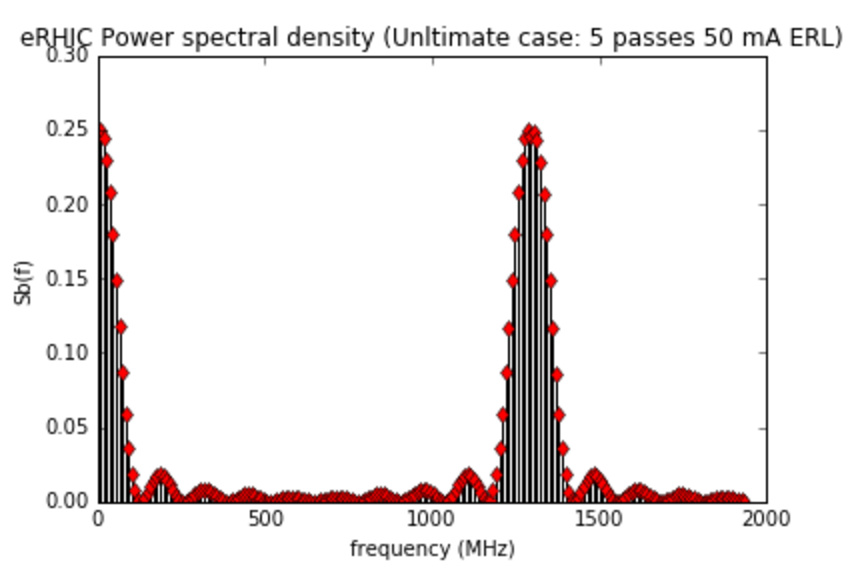 eRHIC Power spectral density (Unltimate case: 5 passes 50 mA ERL)
0.30
0.25
0.20
0.15
0.10
0.05
0.00
Sb(f)
0 500 1000 1500 2000
frequency (MHz)